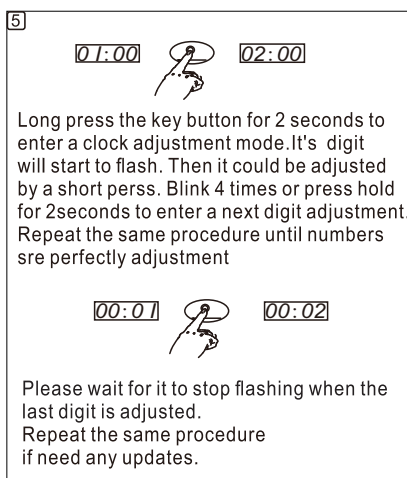 5
01:00 02:00
Long press the key button for 2 seconds to
enter a clock adjustment mode.It's digit
will start to flash. Then it could be adjusted
by a short perss. Blink 4 times or press hold
for 2seconds to enter a next digit adjustment.
Repeat the same procedure until numbers
sre perfectly adjustment
00:01 00:02
Please wait for it to stop flashing when the
last digit is adjusted.
Repeat the same procedure
if need any updates.